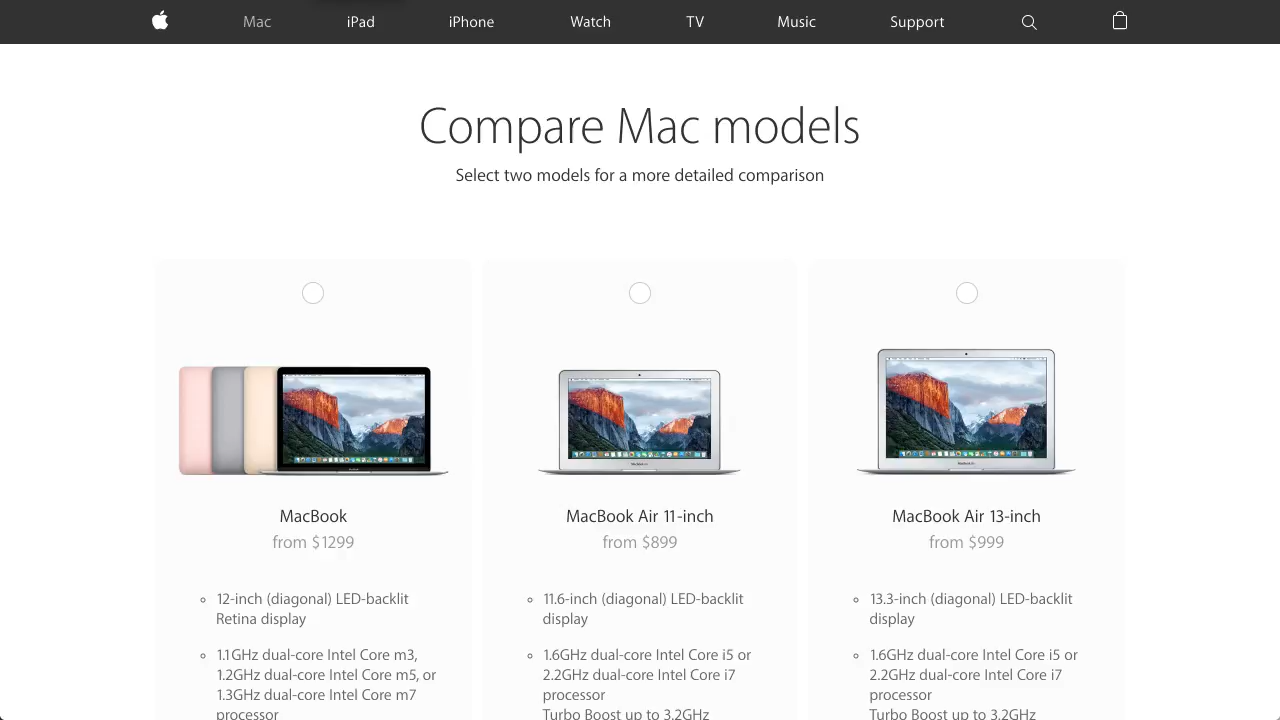 Mac iPad iPhone Watch TV Music Support
Compare Mac models
Select two models for a more detailed comparison
MacBook
from $1299
12-inch (diagonal) LED-backlit
Retina display
1.1GHz dual-core Intel Core m3,
1.2GHz dual-core Intel Core m5, or
1.3GHz dual-core Intel Core m7
processor
MacBook Air 11-inch
from $899
11.6-inch (diagonal) LED-backlit
display
1.6GHz dual-core Intel Core i5 or
2.2GHz dual-core Intel Core i7
processor
Turbo Boost up to 3.2GHz
MacBook Air 13-inch
from $999
13.3-inch (diagonal) LED-backlit
display
1.6GHz dual-core Intel Core i5 or
2.2GHz dual-core Intel Core i7
processor
Turbo Boost up to 3.2GHz